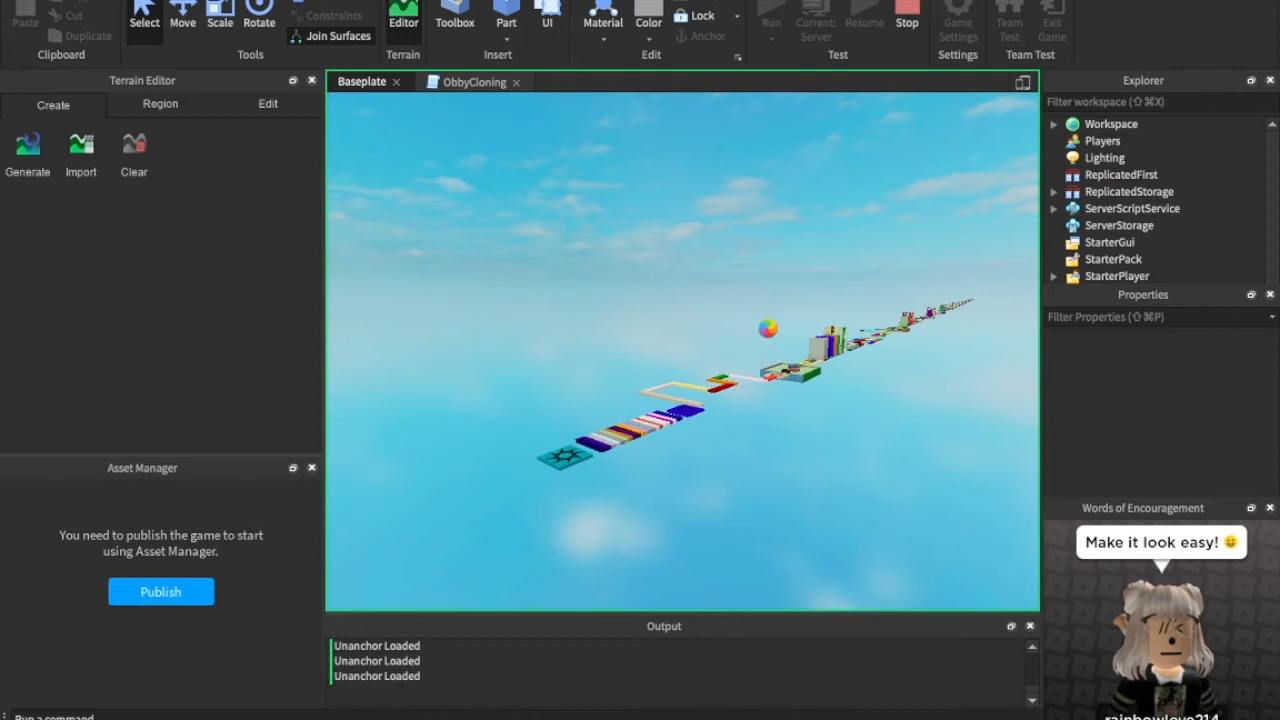 Paste
Cut
Duplicate
Clipboard
Select
Move
Scale
Rotate
Constraints
Join Surfaces
Tools
Editor
Terrain
Toolbox
Part
UI
Insert
Material
Color
Lock
Anchor
Edit
Run
Current:
Server
Resume
Stop
Test
Game
Settings
Settings
Team
Test
Exit
Game
Team Test
Terrain Editor
Create
Region
Edit
Generate
Import
Clear
Asset Manager
You need to publish the game to start
using Asset Manager.
Publish
Baseplate
ObbyCloning
Output
Unanchor Loaded
Unanchor Loaded
Unanchor Loaded
Run a command
Explorer
Filter workspace (⇧⌘X)
Workspace
Players
Lighting
ReplicatedFirst
ReplicatedStorage
ServerScriptService
ServerStorage
StarterGui
StarterPack
StarterPlayer
Properties
Filter Properties (⇧⌘P)
Words of Encouragement
Make it look easy! 😀
rainbowlove214